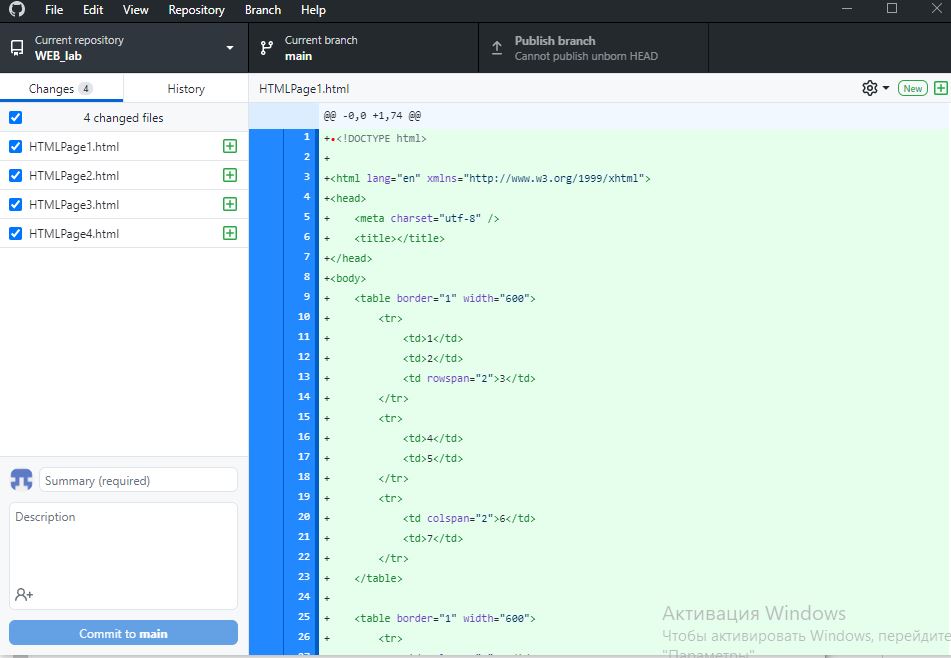 File Edit View Repository Branch Help
Current repository
WEB_lab
Current branch
main
Publish branch
Cannot publish unborn HEAD
Changes 4 History
HTMLPage1.html
New
4 changed files
HTMLPage1.html
HTMLPage2.html
HTMLPage3.html
HTMLPage4.html
Summary (required)
Description
Commit to main
@@ -0,0 +1,74 @@
1 +<!DOCTYPE html>
2 +
3 +<html lang="en" xmlns="http://www.w3.org/1999/xhtml">
4 +<head>
5 + <meta charset="utf-8" />
6 + <title></title>
7 +</head>
8 +<body>
9 + <table border="1" width="600">
10 + <tr>
11 + <td>1</td>
12 + <td>2</td>
13 + <td rowspan="2">3</td>
14 + </tr>
15 + <tr>
16 + <td>4</td>
17 + <td>5</td>
18 + </tr>
19 + <tr>
20 + <td colspan="2">6</td>
21 + <td>7</td>
22 + </tr>
23 + </table>
24 +
25 + <table border="1" width="600">
26 + <tr>
Активация Windows
Чтобы активировать Windows, перейдите
"Параметры"